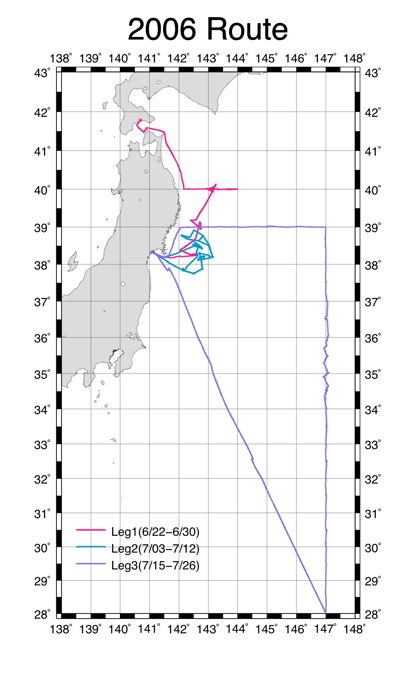 2006 Route
138° 139° 140° 141° 142° 143° 144° 145° 146° 147° 148°
43° 43°
42° 42°
41° 41°
40° 40°
39° 39°
38° 38°
37° 37°
36° 36°
35° 35°
34° 34°
33° 33°
32° 32°
31° 31°
30° 30°
29° 29°
28° 28°
Leg1(6/22−6/30)
Leg2(7/03−7/12)
Leg3(7/15−7/26)
138° 139° 140° 141° 142° 143° 144° 145° 146° 147° 148°